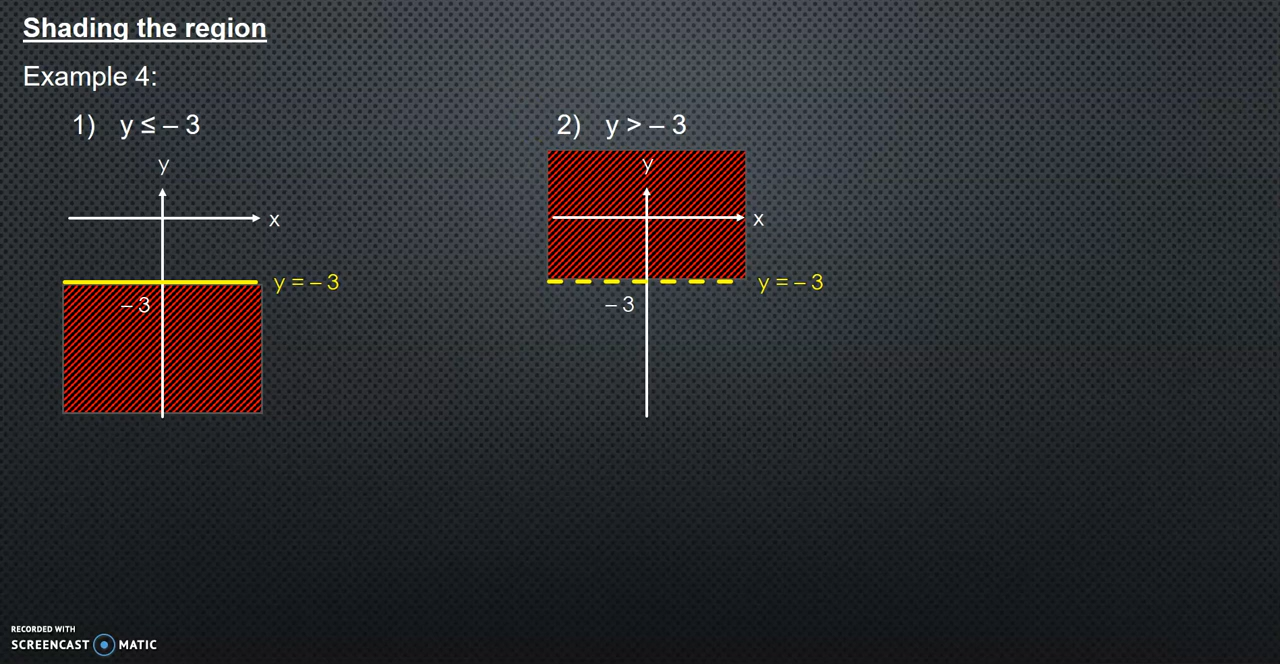 Shading the region
Example 4:
1) y ≤ – 3
2) y > – 3
y
x
y = – 3
– 3
y
x
y = – 3
– 3
RECORDED WITH
SCREENCAST MATIC